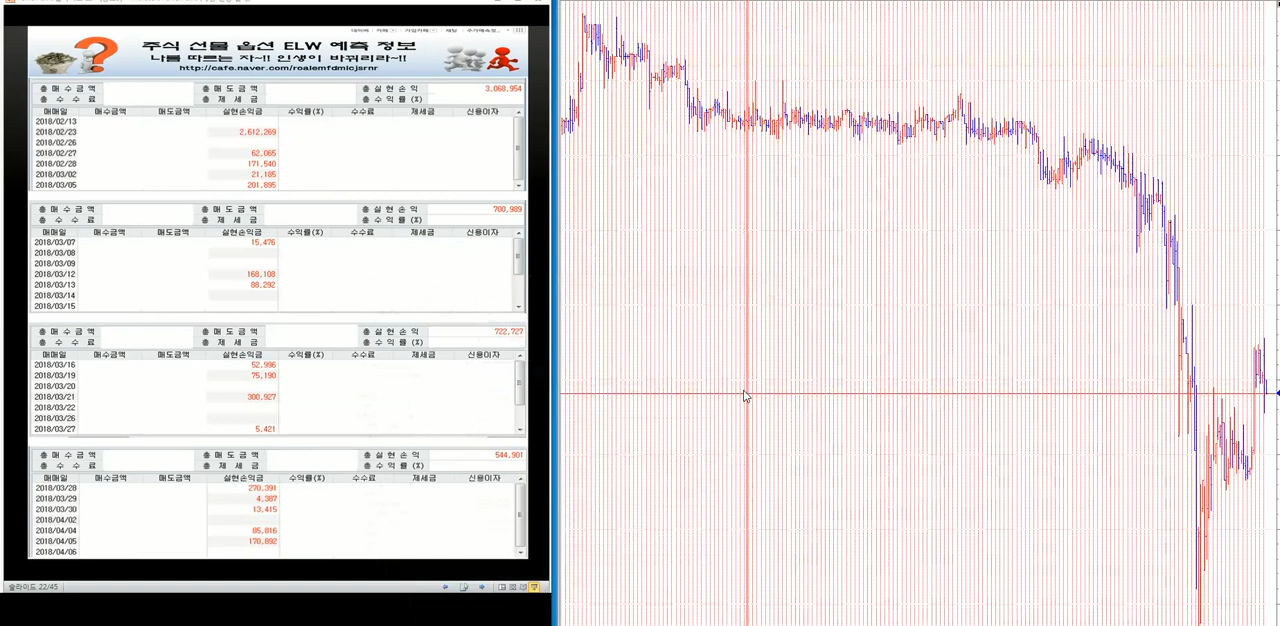 주식 선물 옵션 ELW 예측 정보
나를 따르는 자~!! 인생이 바뀌리라~!!
http://cafe.naver.com/roalemfdmlcjsrnr
총 매 수 금 액 총 매 도 금 액 총 실 현 손 익 3,068,954
총 수 수 료 총 제 세 금 총 수 익 률 (%)
매매일 매수금액 매도금액 실현손익금 수익률(%) 수수료 제세금 신용이자
2018/02/13
2018/02/23 2,612,269
2018/02/26
2018/02/27 62,065
2018/02/28 171,540
2018/03/02 21,185
2018/03/05 201,895
총 매 수 금 액 총 매 도 금 액 총 실 현 손 익 700,989
총 수 수 료 총 제 세 금 총 수 익 률 (%)
매매일 매수금액 매도금액 실현손익금 수익률(%) 수수료 제세금 신용이자
2018/03/07 15,476
2018/03/08
2018/03/09
2018/03/12 168,108
2018/03/13 88,292
2018/03/14
2018/03/15
총 매 수 금 액 총 매 도 금 액 총 실 현 손 익 722,727
총 수 수 료 총 제 세 금 총 수 익 률 (%)
매매일 매수금액 매도금액 실현손익금 수익률(%) 수수료 제세금 신용이자
2018/03/16 52,996
2018/03/19 75,190
2018/03/20
2018/03/21 300,927
2018/03/22
2018/03/26
2018/03/27 5,421
총 매 수 금 액 총 매 도 금 액 총 실 현 손 익 544,901
총 수 수 료 총 제 세 금 총 수 익 률 (%)
매매일 매수금액 매도금액 실현손익금 수익률(%) 수수료 제세금 신용이자
2018/03/28 270,391
2018/03/29 4,387
2018/03/30 13,415
2018/04/02
2018/04/04 85,816
2018/04/05 170,892
2018/04/06
슬라이드 22/45